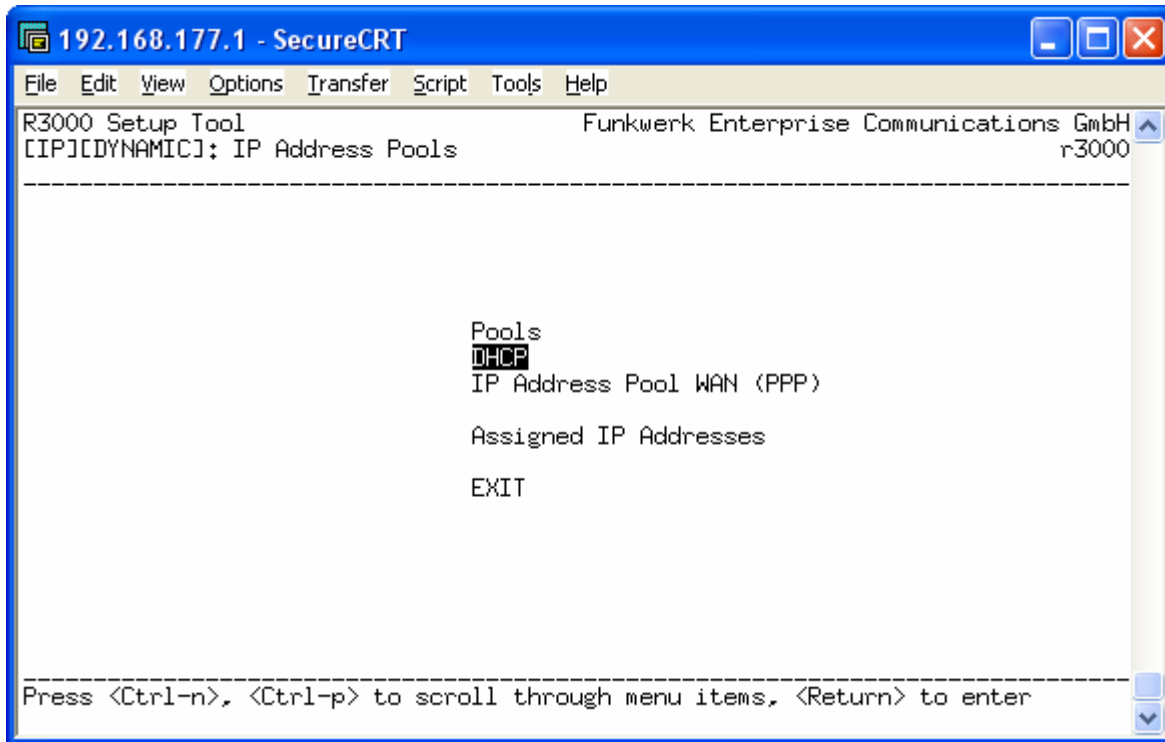 192.168.177.1 - SecureCRT
File Edit View Options Transfer Script Tools Help
R3000 Setup Tool Funkwerk Enterprise Communications GmbH
[IP][DYNAMIC]: IP Address Pools r3000
Pools
DHCP
IP Address Pool WAN (PPP)
Assigned IP Addresses
EXIT
Press <Ctrl-n>, <Ctrl-p> to scroll through menu items, <Return> to enter